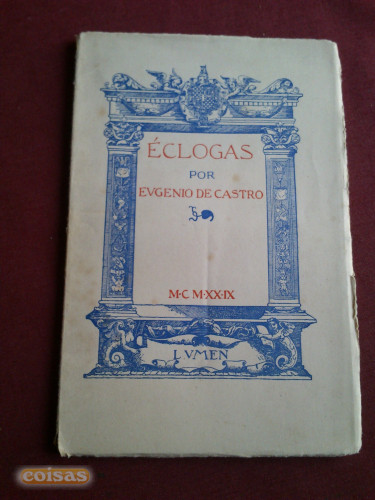 ÉCLOGAS
POR
EVGENIO DE CASTRO
M·C M·XX·IX
LVMEN
coisas